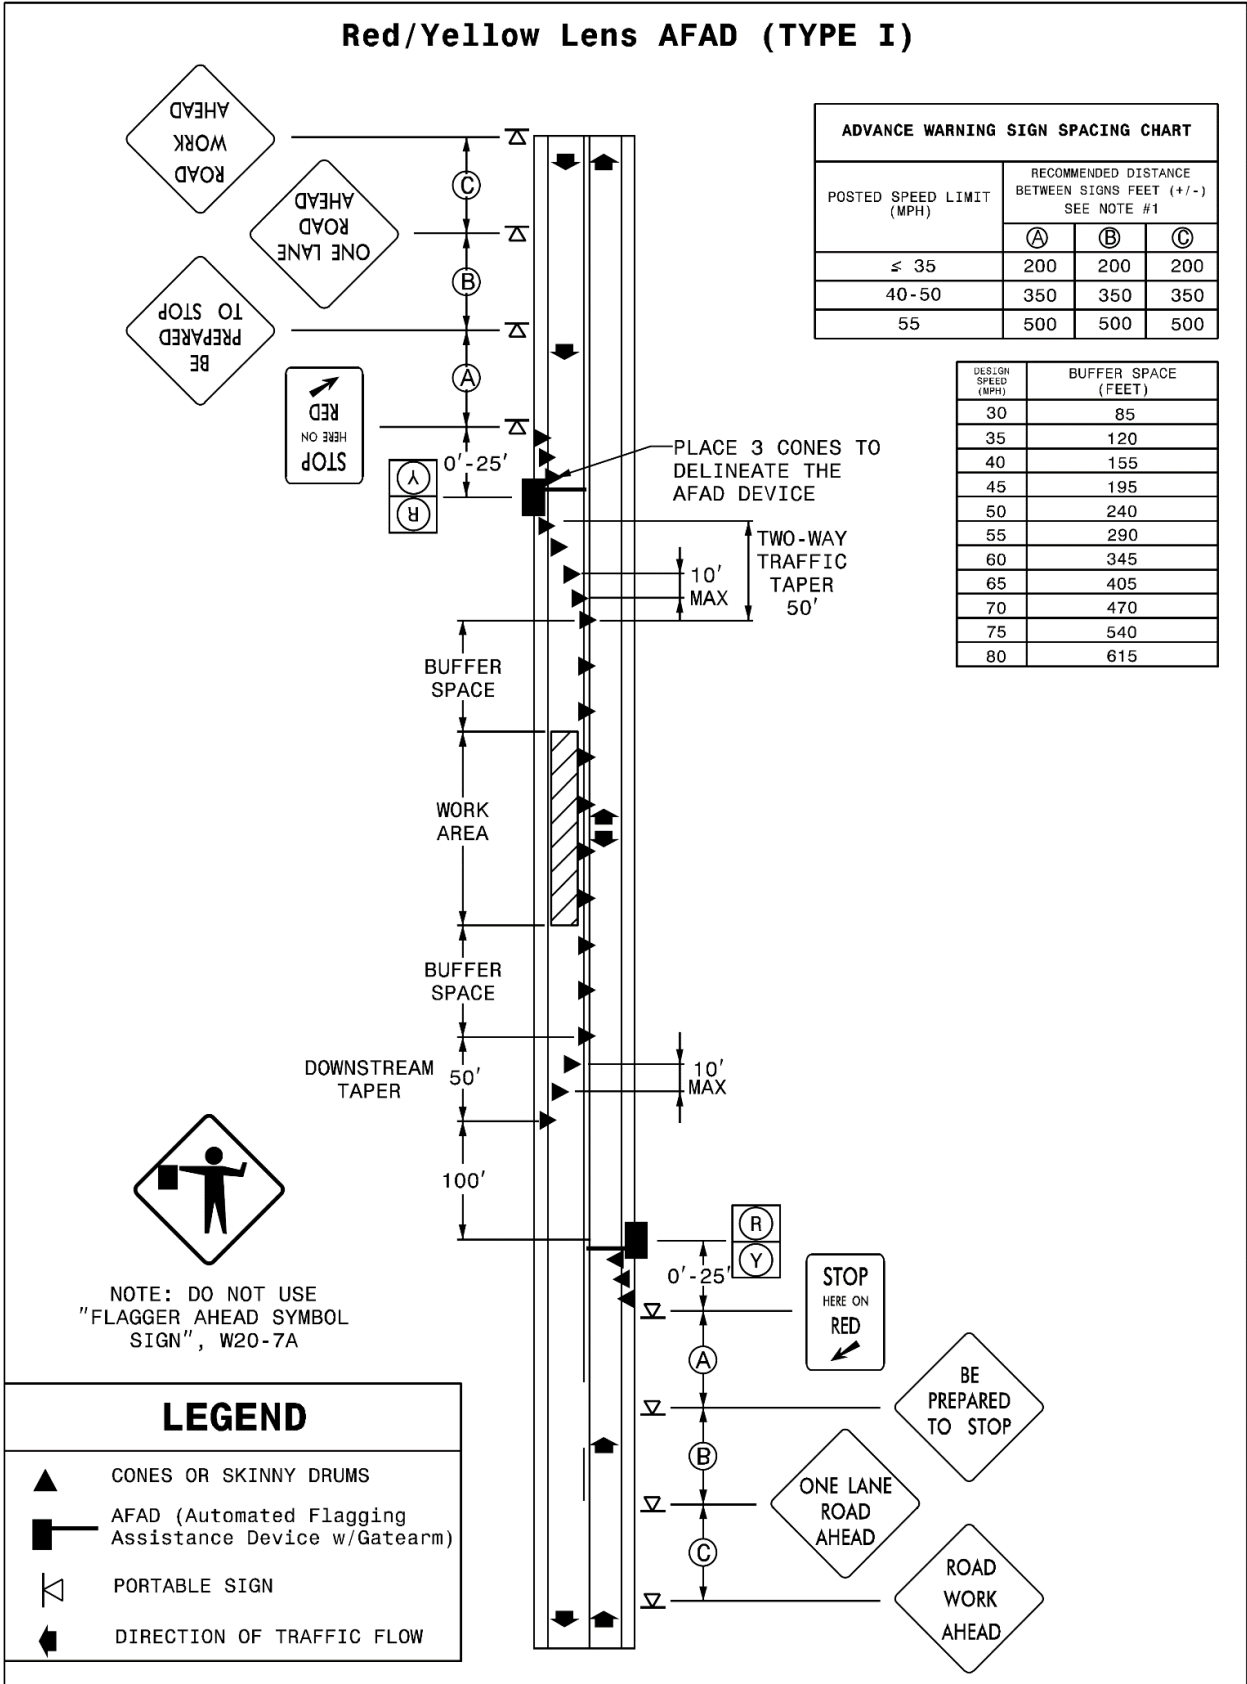 Red/Yellow Lens AFAD (TYPE I)
ROAD
WORK
AHEAD
ONE LANE
ROAD
AHEAD
BE
PREPARED
TO STOP
STOP
HERE ON
RED
Y
R
C
B
A
0'-25'
PLACE 3 CONES TO
DELINEATE THE
AFAD DEVICE
TWO-WAY
TRAFFIC
TAPER
50'
10'
MAX
BUFFER
SPACE
WORK
AREA
BUFFER
SPACE
DOWNSTREAM
TAPER
50'
10'
MAX
100'
R
Y
0'-25'
STOP
HERE ON
RED
A
BE
PREPARED
TO STOP
B
ONE LANE
ROAD
AHEAD
C
ROAD
WORK
AHEAD
ADVANCE WARNING SIGN SPACING CHART
POSTED SPEED LIMIT
(MPH)
RECOMMENDED DISTANCE
BETWEEN SIGNS FEET (+/-)
SEE NOTE #1
A B C
≤ 35 200 200 200
40-50 350 350 350
55 500 500 500
DESIGN
SPEED
(MPH)
BUFFER SPACE
(FEET)
30 85
35 120
40 155
45 195
50 240
55 290
60 345
65 405
70 470
75 540
80 615
NOTE: DO NOT USE
"FLAGGER AHEAD SYMBOL
SIGN", W20-7A
LEGEND
CONES OR SKINNY DRUMS
AFAD (Automated Flagging
Assistance Device w/Gatearm)
PORTABLE SIGN
DIRECTION OF TRAFFIC FLOW